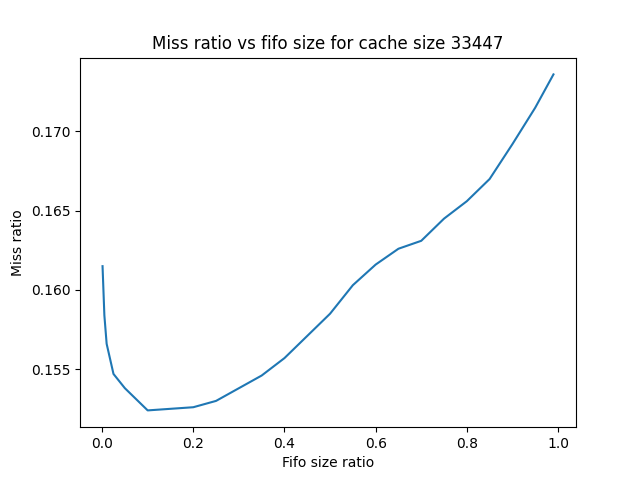 Miss ratio vs fifo size for cache size 33447
0.170
0.165
0.160
0.155
Miss ratio
0.0 0.2 0.4 0.6 0.8 1.0
Fifo size ratio